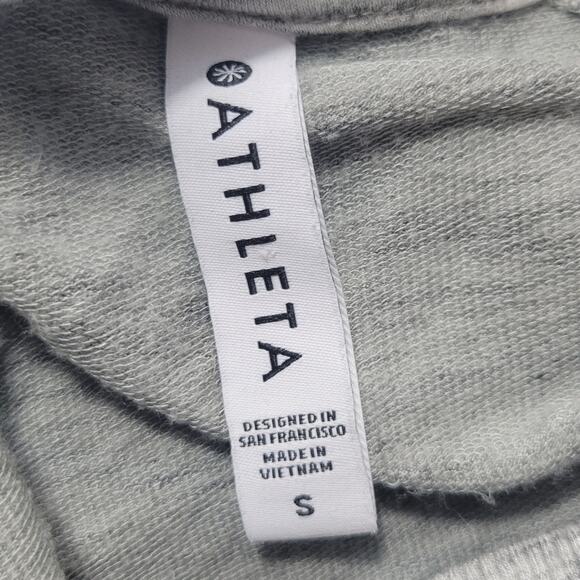 ATHLETA
DESIGNED IN
SAN FRANCISCO
MADE IN
VIETNAM
S